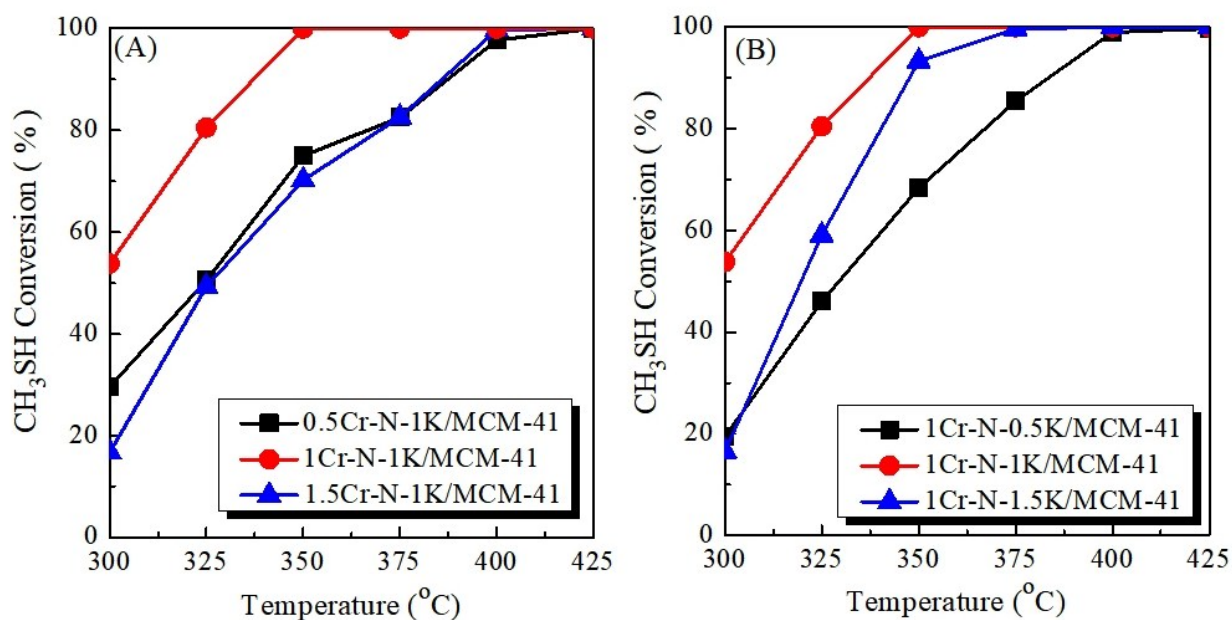 (A)
CH₃SH Conversion ( % )
100
80
60
40
20
0
0.5Cr-N-1K/MCM-41
1Cr-N-1K/MCM-41
1.5Cr-N-1K/MCM-41
300 325 350 375 400 425
Temperature (°C)
(B)
CH₃SH Conversion ( % )
100
80
60
40
20
0
1Cr-N-0.5K/MCM-41
1Cr-N-1K/MCM-41
1Cr-N-1.5K/MCM-41
300 325 350 375 400 425
Temperature (°C)